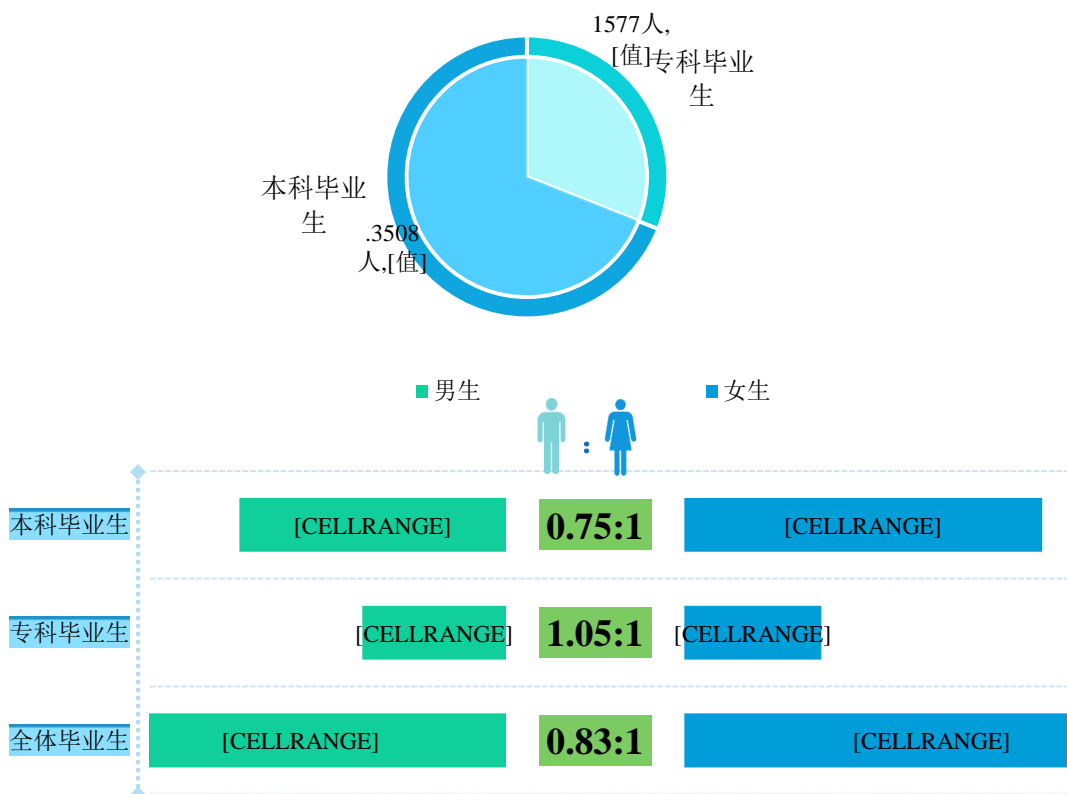 1577人,
[值]
专科毕业
生
本科毕业
生
.3508
人,[值]
男生
女生
:
本科毕业生
[CELLRANGE]
0.75:1
[CELLRANGE]
专科毕业生
[CELLRANGE]
1.05:1
[CELLRANGE]
全体毕业生
[CELLRANGE]
0.83:1
[CELLRANGE]